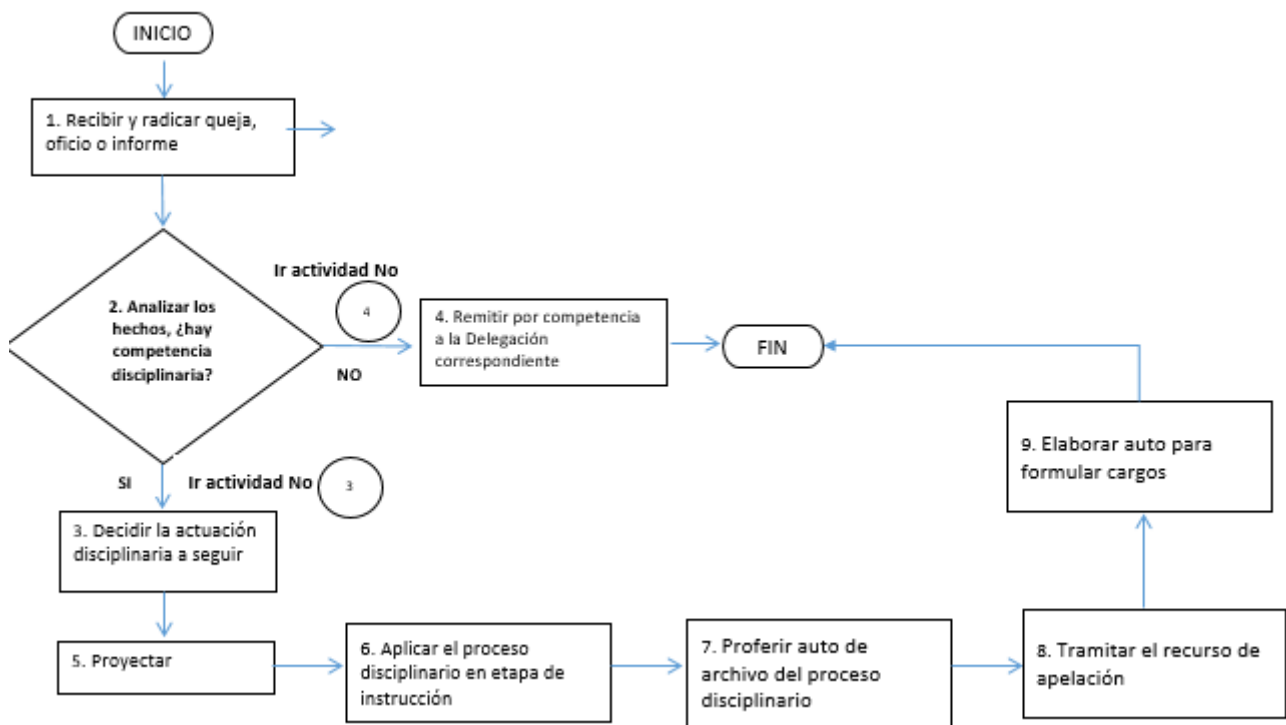 INICIO
1. Recibir y radicar queja,
oficio o informe
2. Analizar los
hechos, ¿hay
competencia
disciplinaria?
Ir actividad No
4
NO
4. Remitir por competencia
a la Delegación
correspondiente
FIN
SI
Ir actividad No
3
3. Decidir la actuación
disciplinaria a seguir
5. Proyectar
6. Aplicar el proceso
disciplinario en etapa de
instrucción
7. Proferir auto de
archivo del proceso
disciplinario
8. Tramitar el recurso de
apelación
9. Elaborar auto para
formular cargos